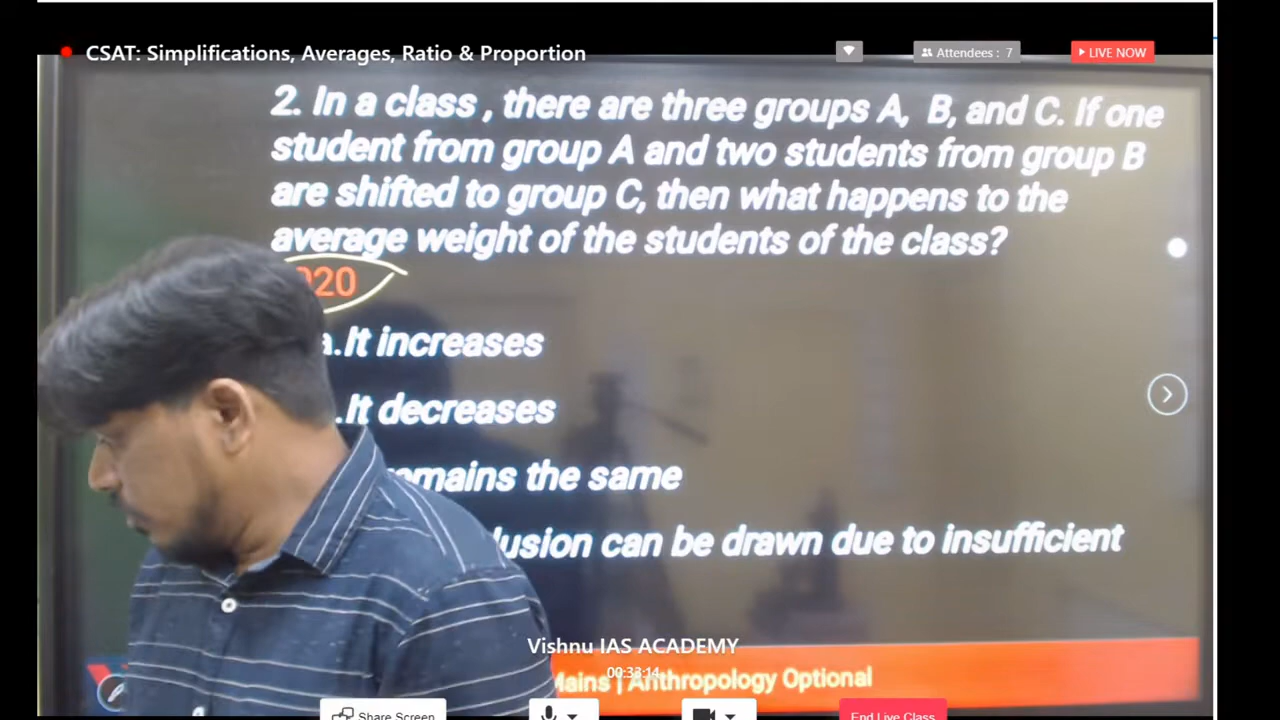 CSAT: Simplifications, Averages, Ratio & Proportion
Attendees : 7
LIVE NOW
2. In a class , there are three groups A, B, and C. If one
student from group A and two students from group B
are shifted to group C, then what happens to the
average weight of the students of the class?
020
a. It increases
. It decreases
remains the same
can be drawn due to insufficient
Vishnu IAS ACADEMY
00:33:14
| Anthropology Optional
Share Screen
End Live Class